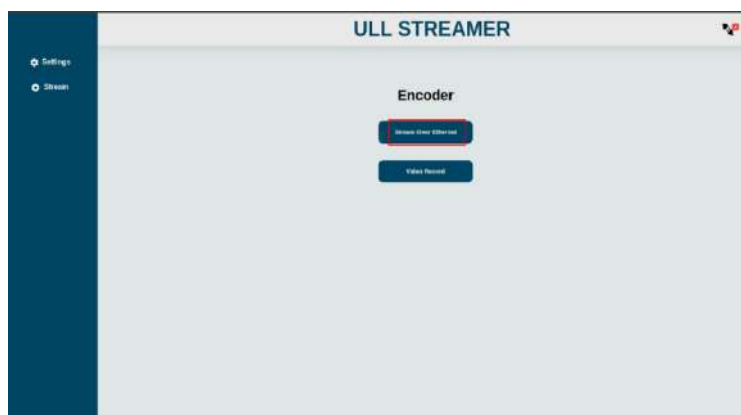 ULL STREAMER
Settings
Stream
Encoder
Stream Over Ethernet
Video Record